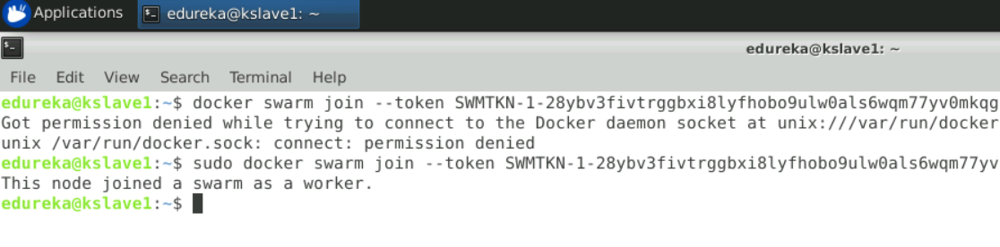 Applications
edureka@kslave1: ~
edureka@kslave1: ~
File Edit View Search Terminal Help
edureka@kslave1:~$ docker swarm join --token SWMTKN-1-28ybv3fivtrggbxi8lyfhobo9ulw0als6wqm77yv0mkqg
Got permission denied while trying to connect to the Docker daemon socket at unix:///var/run/docker
unix /var/run/docker.sock: connect: permission denied
edureka@kslave1:~$ sudo docker swarm join --token SWMTKN-1-28ybv3fivtrggbxi8lyfhobo9ulw0als6wqm77yv
This node joined a swarm as a worker.
edureka@kslave1:~$